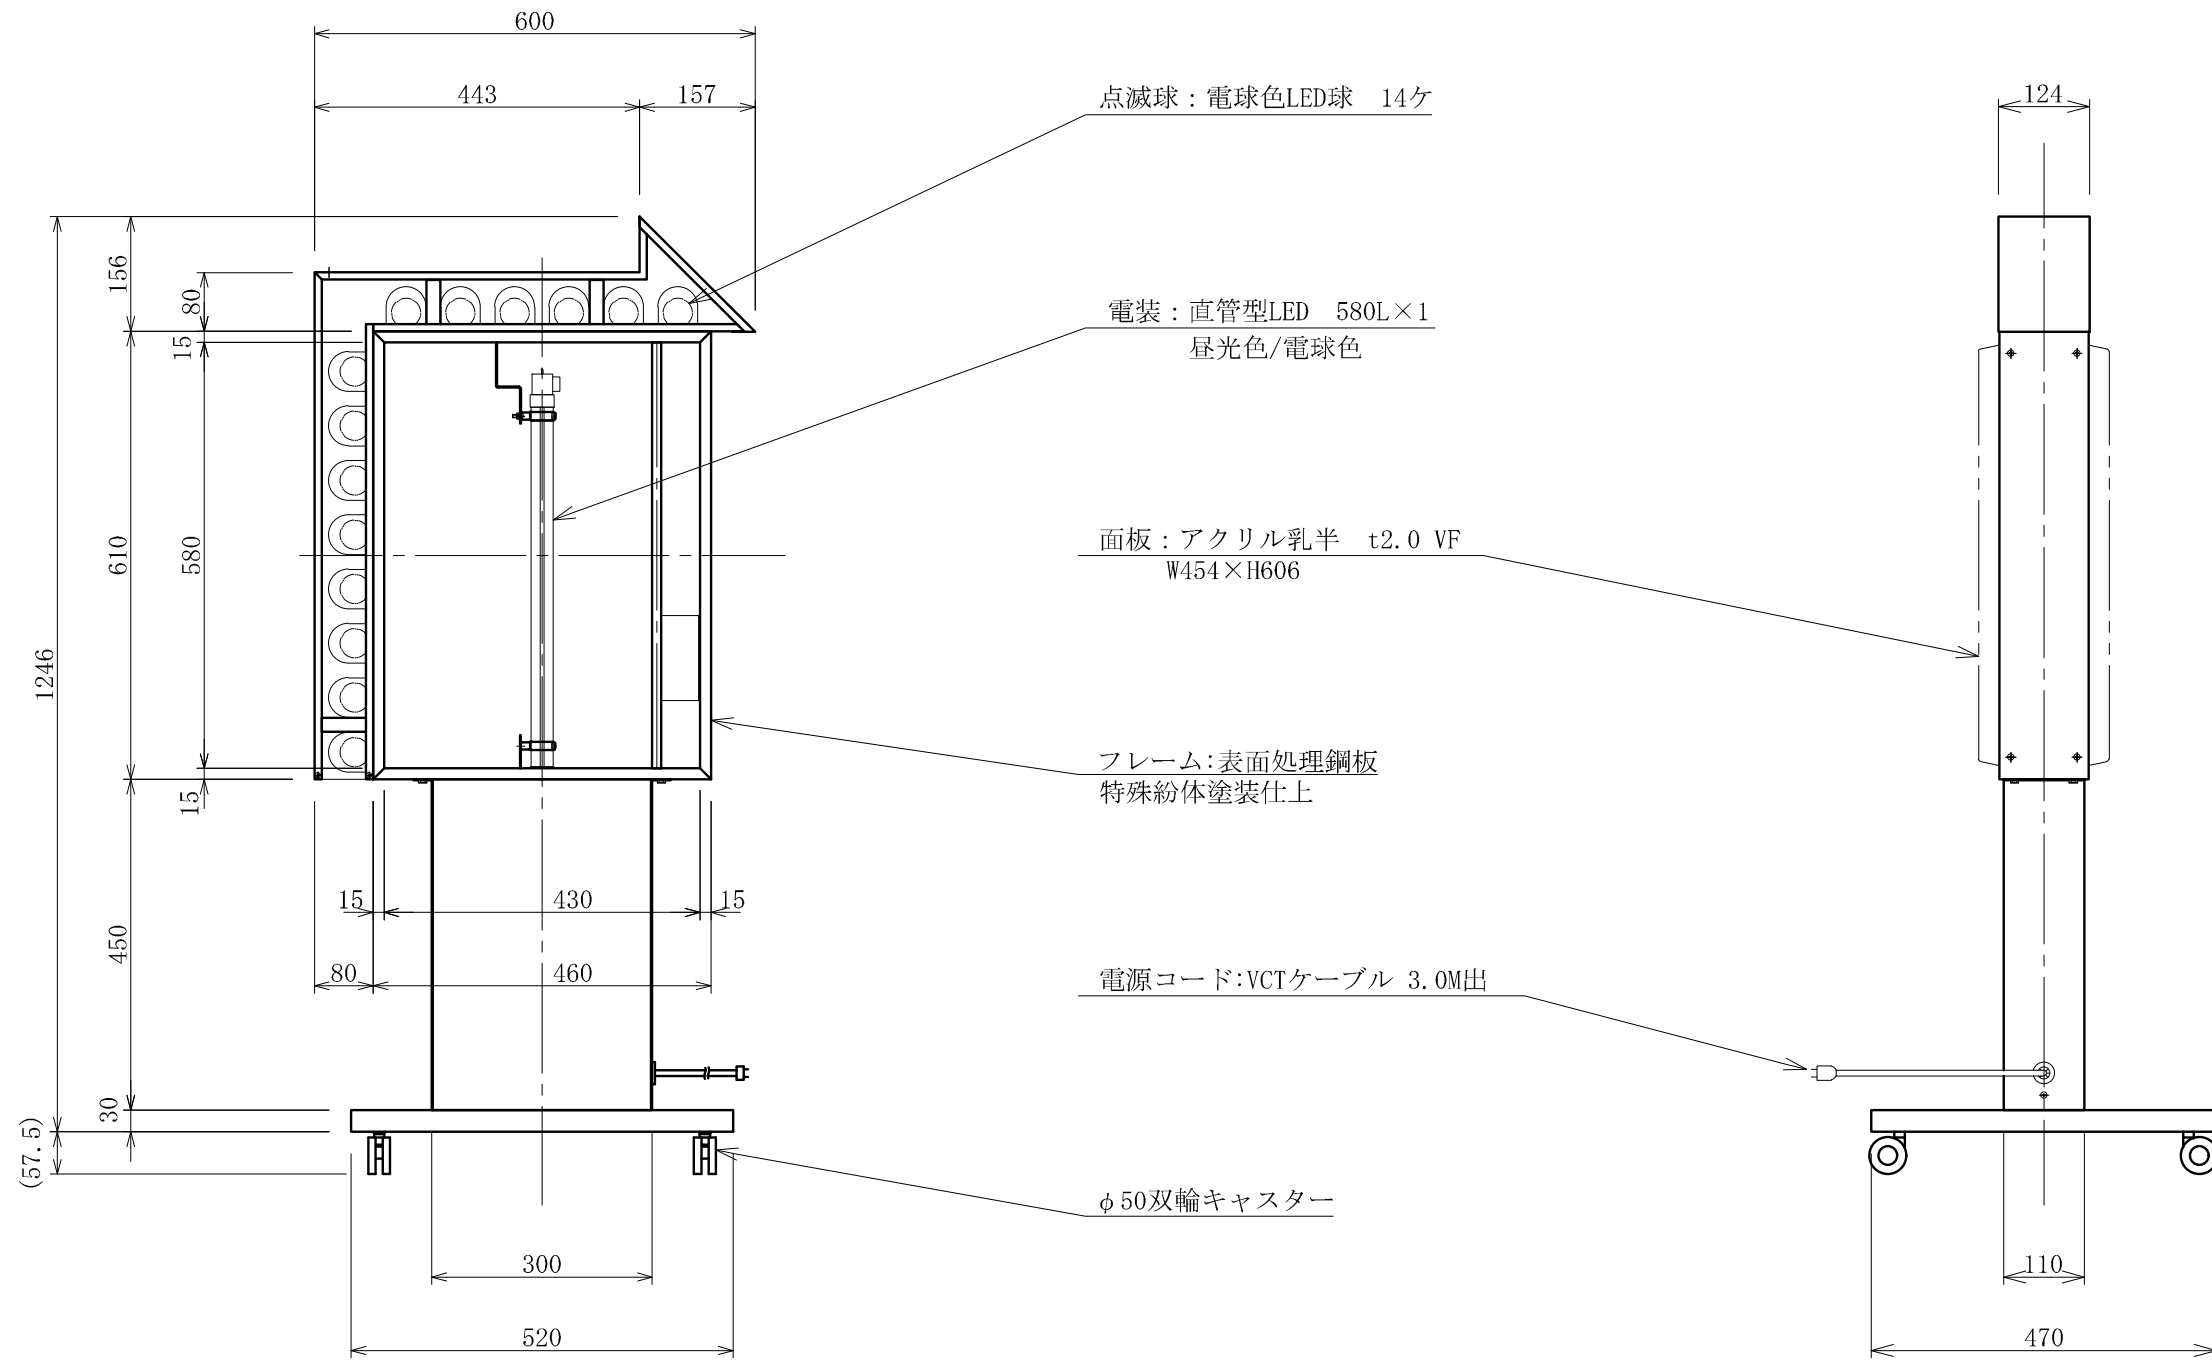 600
443
157
点滅球：電球色LED球　14ケ
124
156
80
15
電装：直管型LED　580L×1
昼光色/電球色
610
580
面板：アクリル乳半　t2.0 VF
W454×H606
1246
フレーム:表面処理鋼板
特殊紛体塗装仕上
15
15
430
15
450
80
460
電源コード:VCTケーブル 3.0M出
30
(57.5)
φ50双輪キャスター
300
110
520
470